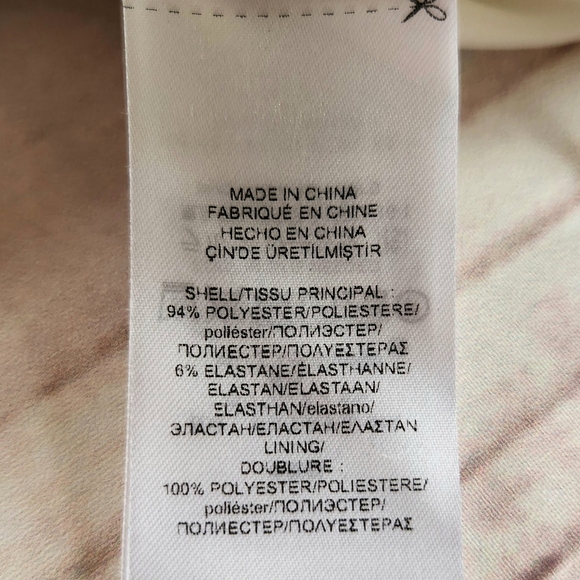 MADE IN CHINA
FABRIQUÉ EN CHINE
HECHO EN CHINA
ÇİN'DE ÜRETİLMİŞTİR
SHELL/TISSU PRINCIPAL :
94% POLYESTER/POLIESTERE/
poliéster/ПОЛИЭСТЕР/
ПОЛИЕСТЕР/ΠΟΛΥΕΣΤΕΡΑΣ
6% ELASTANE/ÉLASTHANNE/
ELASTAN/ELASTAAN/
ELASTHAN/elastano/
ЭЛАСТАН/ЕЛАСТАН/ΕΛΑΣΤΑΝ
LINING/
DOUBLURE :
100% POLYESTER/POLIESTERE/
poliéster/ПОЛИЭСТЕР/
ПОЛИЕСТЕР/ΠΟΛΥΕΣΤΕΡΑΣ